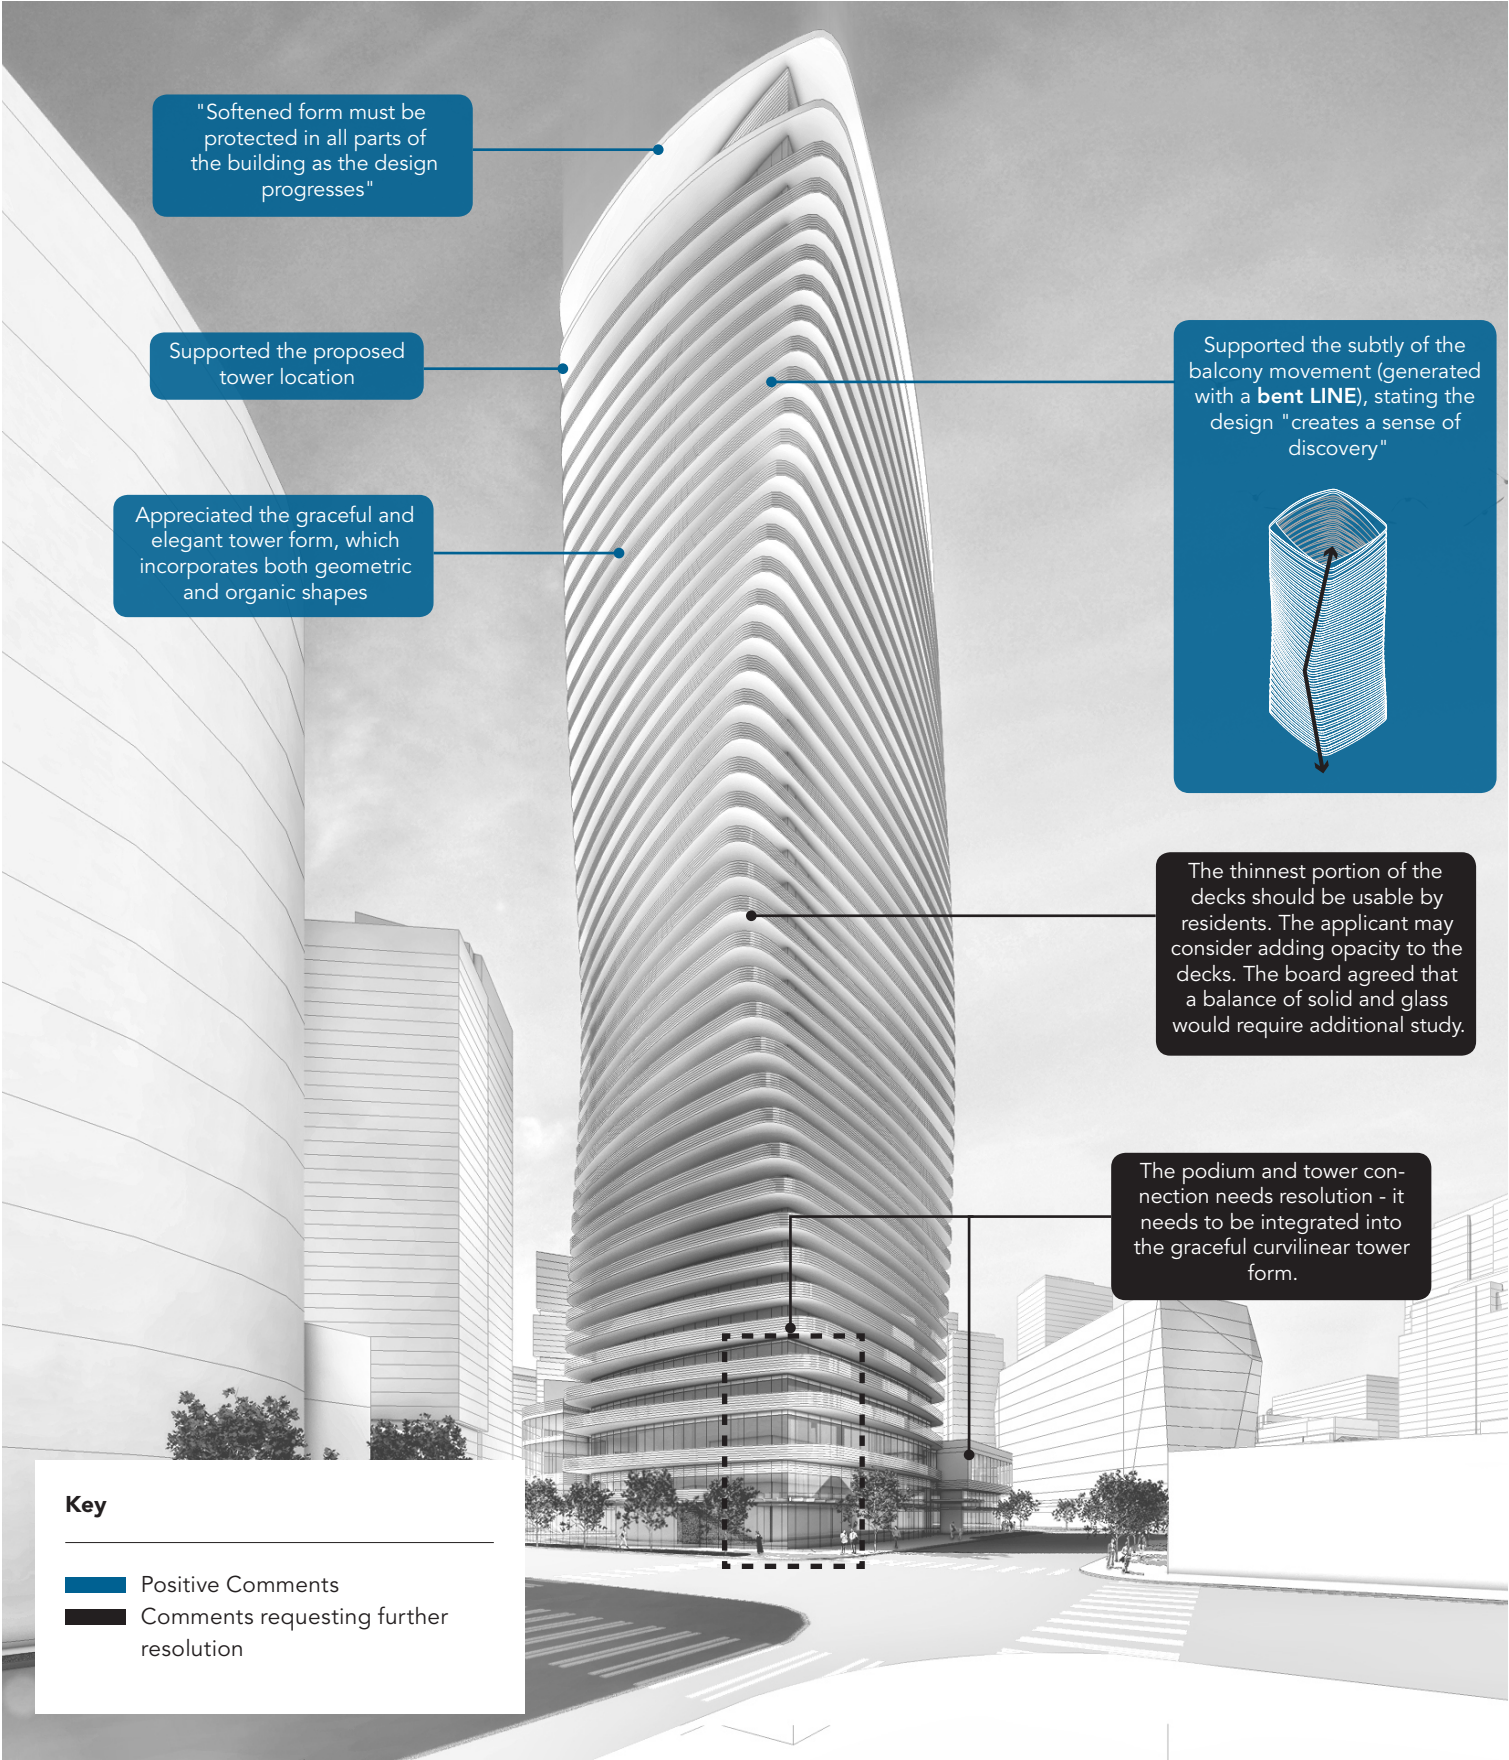 "Softened form must be
protected in all parts of
the building as the design
progresses"
Supported the proposed
tower location
Appreciated the graceful and
elegant tower form, which
incorporates both geometric
and organic shapes
Supported the subtly of the
balcony movement (generated
with a bent LINE), stating the
design "creates a sense of
discovery"
The thinnest portion of the
decks should be usable by
residents. The applicant may
consider adding opacity to the
decks. The board agreed that
a balance of solid and glass
would require additional study.
The podium and tower con-
nection needs resolution - it
needs to be integrated into
the graceful curvilinear tower
form.
Key
Positive Comments
Comments requesting further
resolution